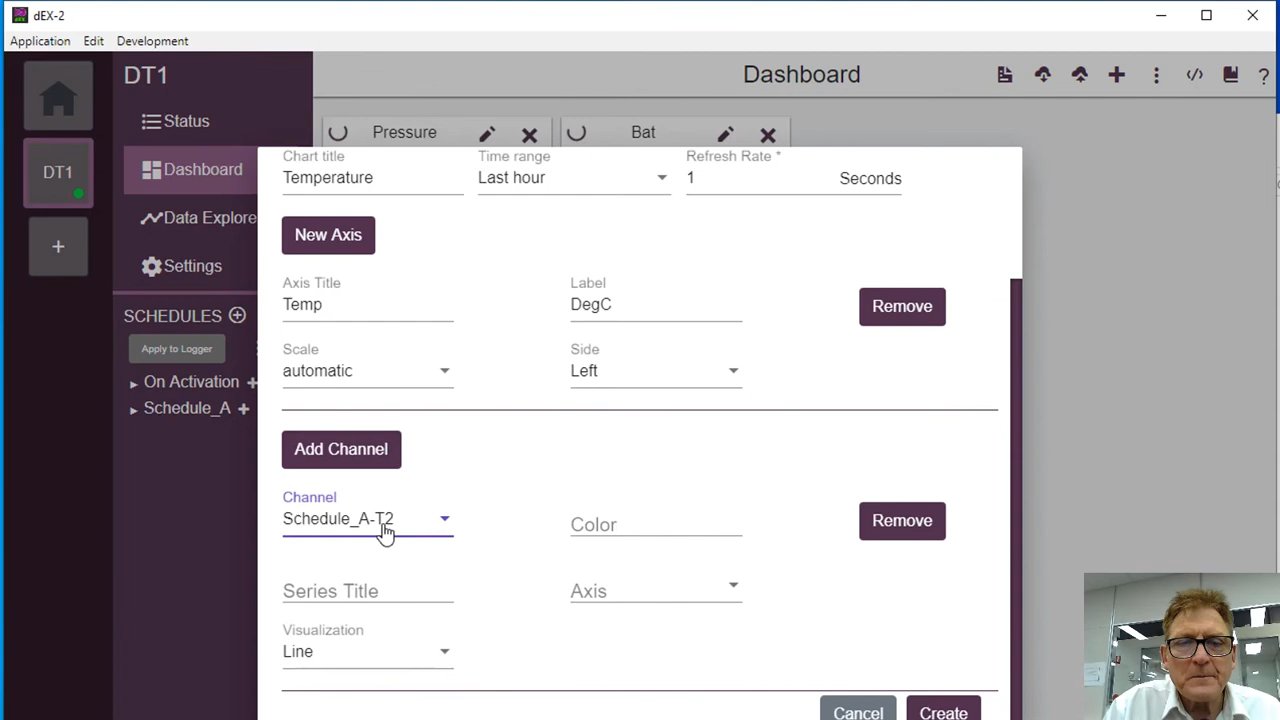 dEX-2
Application Edit Development
DT1
Dashboard
Status
Pressure
Bat
DT1
Dashboard
Data Explore
Settings
SCHEDULES
Apply to Logger
On Activation
Schedule_A
Chart title
Time range
Refresh Rate *
Temperature
Last hour
1
Seconds
New Axis
Axis Title
Label
Temp
DegC
Remove
Scale
Side
automatic
Left
Add Channel
Channel
Schedule_A-T2
Color
Remove
Series Title
Axis
Visualization
Line
Cancel
Create